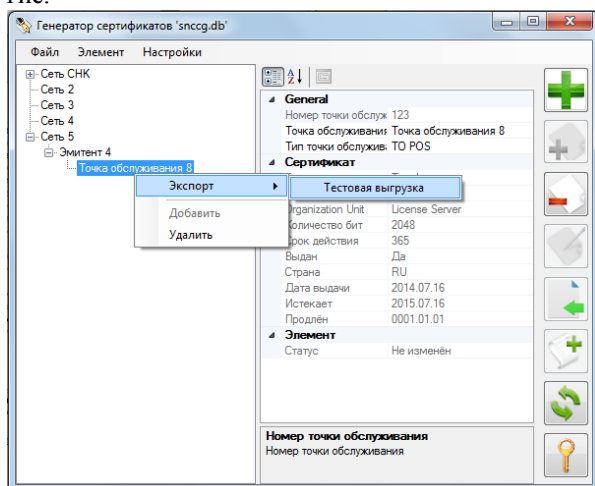 Генератор сертификатов 'snccg.db'
Файл Элемент Настройки
Сеть СНК
Сеть 2
Сеть 3
Сеть 4
Сеть 5
Эмитент 4
Точка обслуживания 8
Экспорт
Тестовая выгрузка
Добавить
Удалить
General
Номер точки обслуж 123
Точка обслуживания Точка обслуживания 8
Тип точки обслужив TO POS
Сертификат
Organization Unit License Server
Количество бит 2048
Срок действия 365
Выдан Да
Страна RU
Дата выдачи 2014.07.16
Истекает 2015.07.16
Продлён 0001.01.01
Элемент
Статус Не изменён
Номер точки обслуживания
Номер точки обслуживания